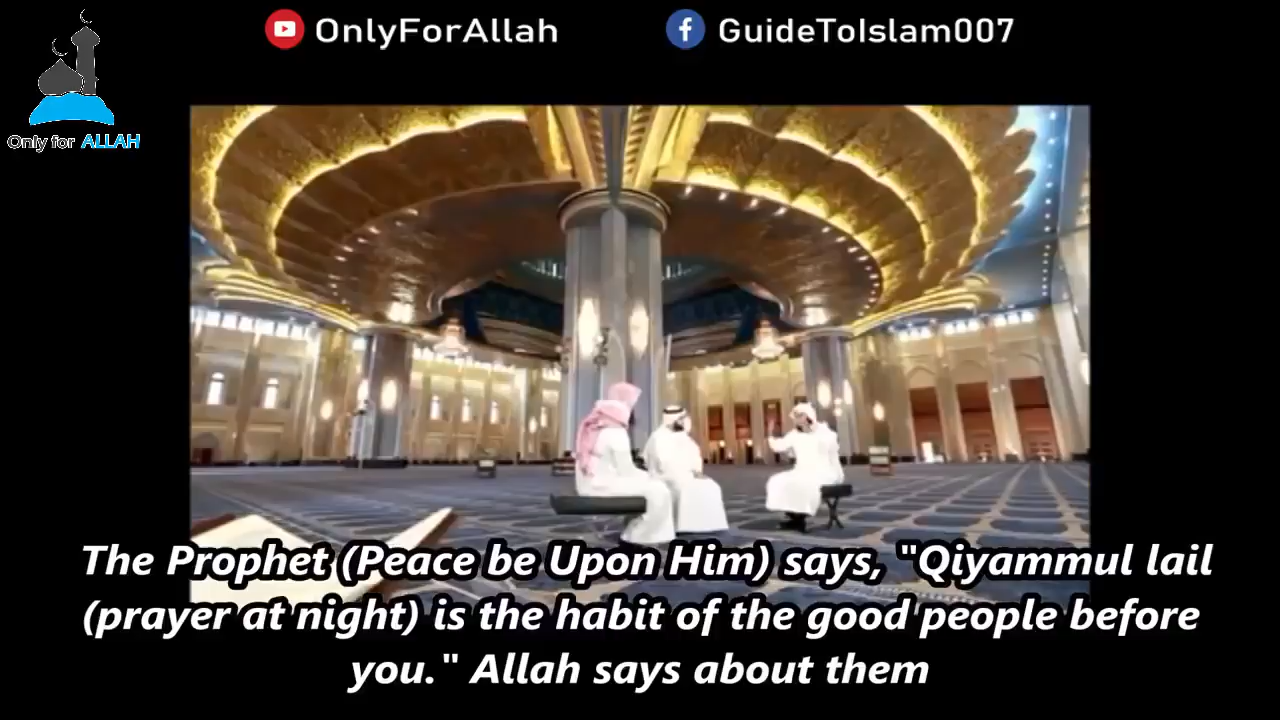 OnlyForAllah
GuideToIslam007
Only for ALLAH
The Prophet (Peace be Upon Him) says, "Qiyammul lail
(prayer at night) is the habit of the good people before
you." Allah says about them